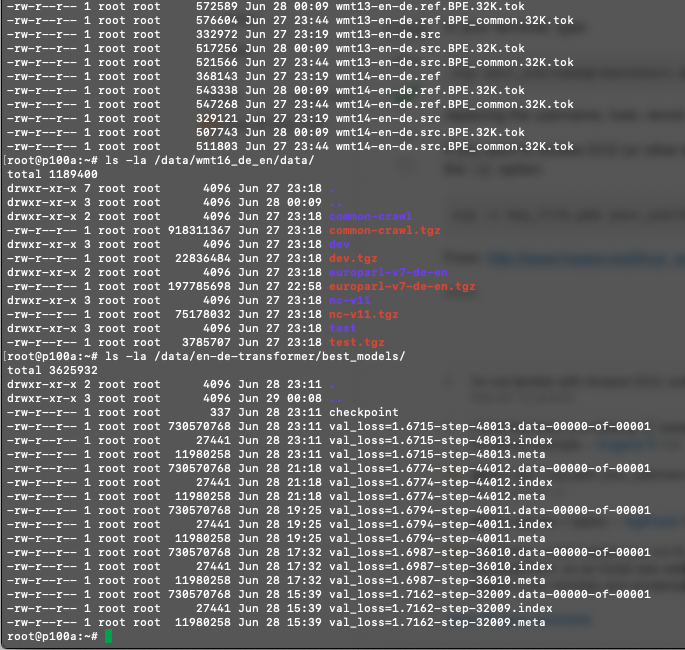 -rw-r--r-- 1 root root    572589 Jun 28 00:09 wmt13-en-de.ref.BPE.32K.tok
-rw-r--r-- 1 root root    576604 Jun 27 23:44 wmt13-en-de.ref.BPE_common.32K.tok
-rw-r--r-- 1 root root    332972 Jun 27 23:19 wmt13-en-de.src
-rw-r--r-- 1 root root    517256 Jun 28 00:09 wmt13-en-de.src.BPE.32K.tok
-rw-r--r-- 1 root root    521566 Jun 27 23:44 wmt13-en-de.src.BPE_common.32K.tok
-rw-r--r-- 1 root root    368143 Jun 27 23:19 wmt14-en-de.ref
-rw-r--r-- 1 root root    543338 Jun 28 00:09 wmt14-en-de.ref.BPE.32K.tok
-rw-r--r-- 1 root root    547268 Jun 27 23:44 wmt14-en-de.ref.BPE_common.32K.tok
-rw-r--r-- 1 root root    328121 Jun 27 23:19 wmt14-en-de.src
-rw-r--r-- 1 root root    507743 Jun 28 00:09 wmt14-en-de.src.BPE.32K.tok
-rw-r--r-- 1 root root    511803 Jun 27 23:44 wmt14-en-de.src.BPE_common.32K.tok
[root@p100a:~# ls -la /data/wmt16_de_en/data/
total 1189400
drwxr-xr-x 7 root root      4096 Jun 27 23:18 .
drwxr-xr-x 3 root root      4096 Jun 28 00:09 ..
drwxr-xr-x 2 root root      4096 Jun 27 23:18 common-crawl
-rw-r--r-- 1 root root 918311367 Jun 27 23:18 common-crawl.tgz
drwxr-xr-x 3 root root      4096 Jun 27 23:18 dev
-rw-r--r-- 1 root root  22836484 Jun 27 23:18 dev.tgz
drwxr-xr-x 2 root root      4096 Jun 27 23:18 europarl-v7-de-en
-rw-r--r-- 1 root root 197785698 Jun 27 22:58 europarl-v7-de-en.tgz
drwxr-xr-x 3 root root      4096 Jun 27 23:18 nc-v11
-rw-r--r-- 1 root root  75178032 Jun 27 23:18 nc-v11.tgz
drwxr-xr-x 3 root root      4096 Jun 27 23:18 test
-rw-r--r-- 1 root root   3785707 Jun 27 23:18 test.tgz
[root@p100a:~# ls -la /data/en-de-transformer/best_models/
total 3625932
drwxr-xr-x 2 root root      4096 Jun 28 23:11 .
drwxr-xr-x 3 root root      4096 Jun 29 00:08 ..
-rw-r--r-- 1 root root       337 Jun 28 23:11 checkpoint
-rw-r--r-- 1 root root 730570768 Jun 28 23:11 val_loss=1.6715-step-48013.data-00000-of-00001
-rw-r--r-- 1 root root     27441 Jun 28 23:11 val_loss=1.6715-step-48013.index
-rw-r--r-- 1 root root  11980258 Jun 28 23:11 val_loss=1.6715-step-48013.meta
-rw-r--r-- 1 root root 730570768 Jun 28 21:18 val_loss=1.6774-step-44012.data-00000-of-00001
-rw-r--r-- 1 root root     27441 Jun 28 21:18 val_loss=1.6774-step-44012.index
-rw-r--r-- 1 root root  11980258 Jun 28 21:18 val_loss=1.6774-step-44012.meta
-rw-r--r-- 1 root root 730570768 Jun 28 19:25 val_loss=1.6794-step-40011.data-00000-of-00001
-rw-r--r-- 1 root root     27441 Jun 28 19:25 val_loss=1.6794-step-40011.index
-rw-r--r-- 1 root root  11980258 Jun 28 19:25 val_loss=1.6794-step-40011.meta
-rw-r--r-- 1 root root 730570768 Jun 28 17:32 val_loss=1.6987-step-36010.data-00000-of-00001
-rw-r--r-- 1 root root     27441 Jun 28 17:32 val_loss=1.6987-step-36010.index
-rw-r--r-- 1 root root  11980258 Jun 28 17:32 val_loss=1.6987-step-36010.meta
-rw-r--r-- 1 root root 730570768 Jun 28 15:39 val_loss=1.7162-step-32009.data-00000-of-00001
-rw-r--r-- 1 root root     27441 Jun 28 15:39 val_loss=1.7162-step-32009.index
-rw-r--r-- 1 root root  11980258 Jun 28 15:39 val_loss=1.7162-step-32009.meta
root@p100a:~#